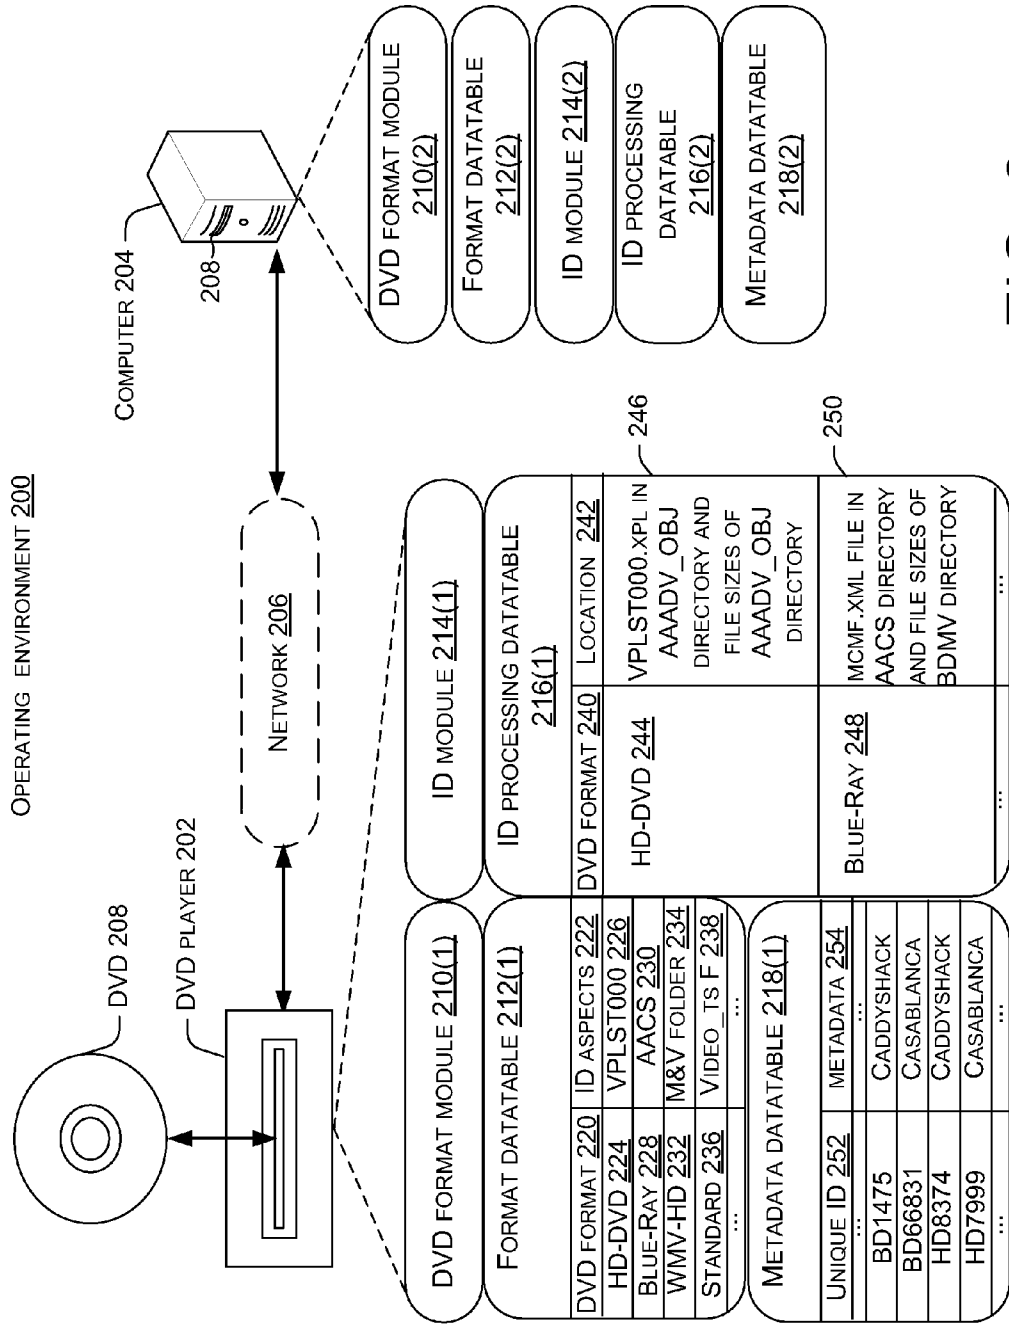 OPERATING ENVIRONMENT 200
DVD 208
DVD PLAYER 202
NETWORK 206
COMPUTER 204
208
DVD FORMAT MODULE 210(1)
FORMAT DATATABLE 212(1)
DVD FORMAT 220 ID ASPECTS 222
HD-DVD 224 VPLST000 226
BLUE-RAY 228 AACS 230
WMV-HD 232 M&V FOLDER 234
STANDARD 236 VIDEO_TS F 238
... ...
METADATA DATATABLE 218(1)
UNIQUE ID 252 METADATA 254
... ...
BD1475 CADDYSHACK
BD66831 CASABLANCA
HD8374 CADDYSHACK
HD7999 CASABLANCA
... ...
ID MODULE 214(1)
ID PROCESSING DATATABLE
216(1)
DVD FORMAT 240 LOCATION 242
HD-DVD 244
VPLST000.XPL IN
AAADV_OBJ
DIRECTORY AND
FILE SIZES OF
AAADV_OBJ
DIRECTORY
246
BLUE-RAY 248
MCMF.XML FILE IN
AACS DIRECTORY
AND FILE SIZES OF
BDMV DIRECTORY
250
... ...
DVD FORMAT MODULE
210(2)
FORMAT DATATABLE
212(2)
ID MODULE 214(2)
ID PROCESSING
DATATABLE
216(2)
METADATA DATATABLE
218(2)